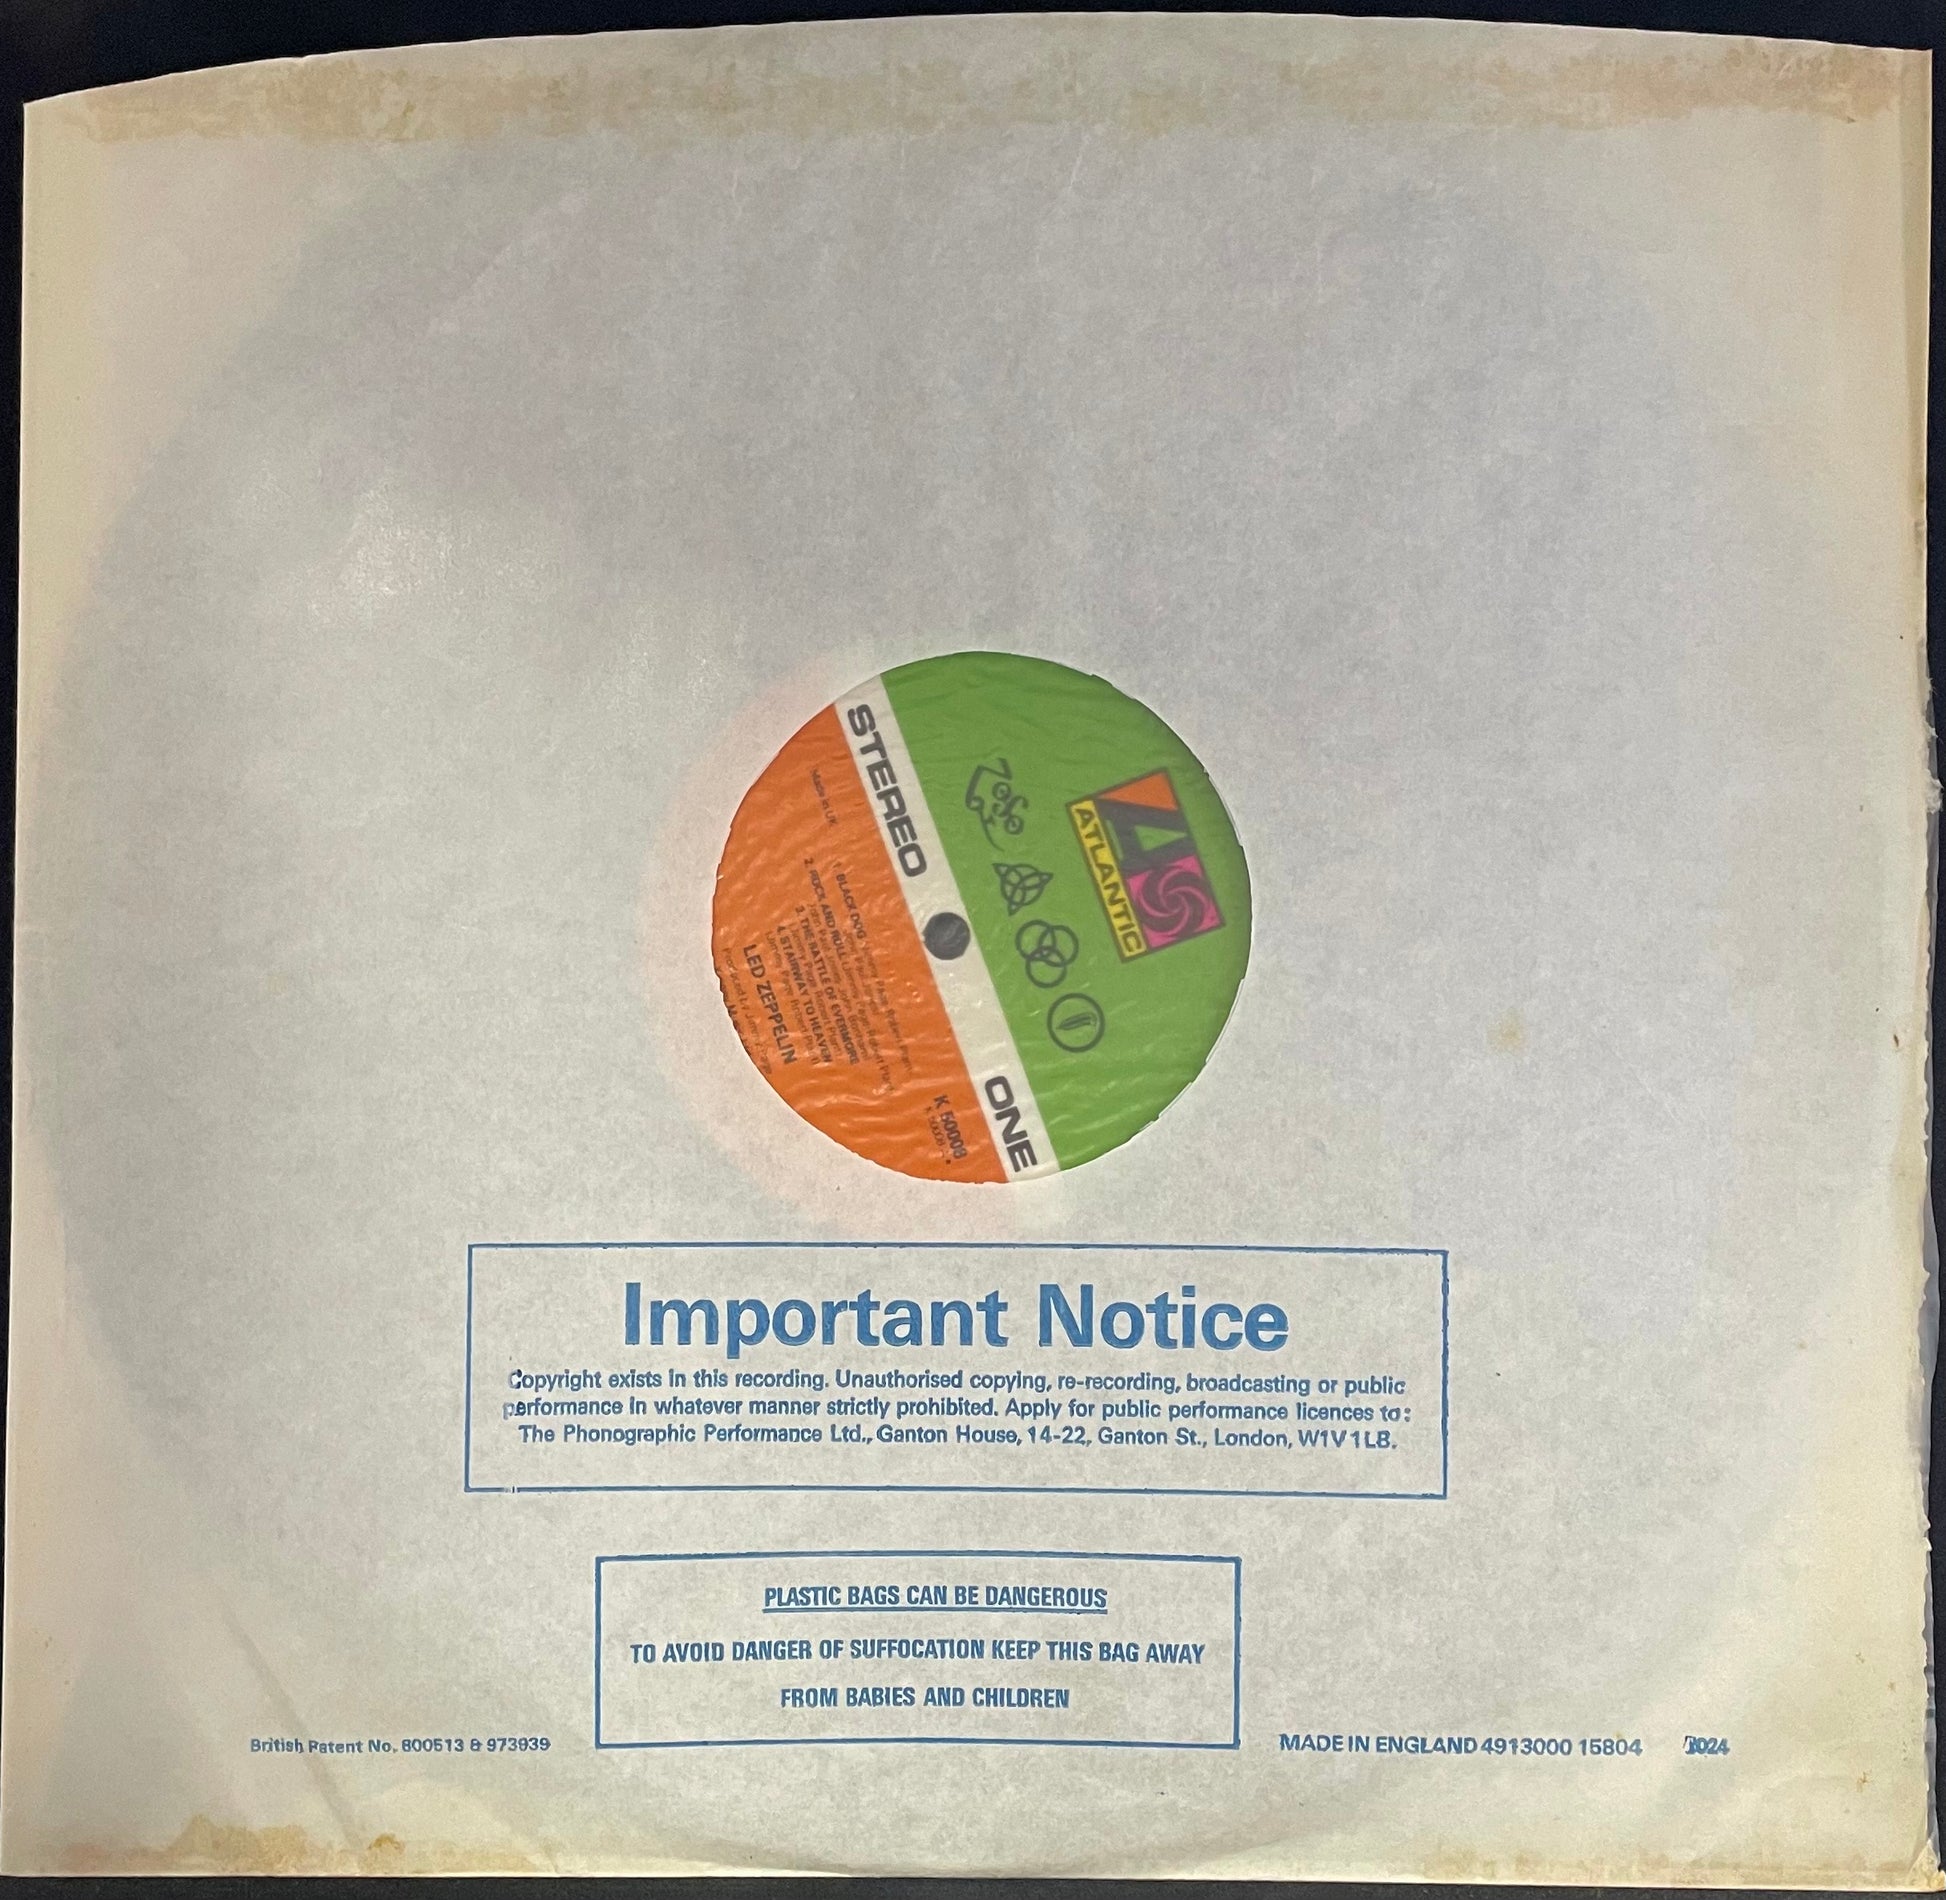 ATLANTIC
STEREO
ONE
Made in UK
K 50008
1. BLACK DOG
2. ROCK AND ROLL
3. THE BATTLE OF EVERMORE
4. STAIRWAY TO HEAVEN
LED ZEPPELIN
Important Notice
Copyright exists in this recording. Unauthorised copying, re-recording, broadcasting or public
performance in whatever manner strictly prohibited. Apply for public performance licences to:
The Phonographic Performance Ltd., Ganton House, 14-22, Ganton St., London, W1V 1LB.
PLASTIC BAGS CAN BE DANGEROUS
TO AVOID DANGER OF SUFFOCATION KEEP THIS BAG AWAY
FROM BABIES AND CHILDREN
British Patent No. 800513 & 973939
MADE IN ENGLAND 4913000 15804